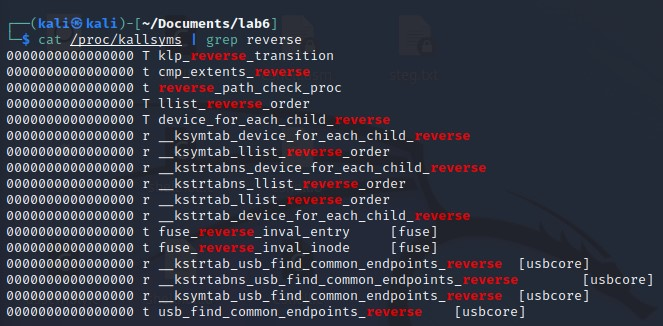 ┌──(kali㉿kali)-[~/Documents/lab6]
└─$ cat /proc/kallsyms | grep reverse
0000000000000000 T klp_reverse_transition
0000000000000000 t cmp_extents_reverse
0000000000000000 t reverse_path_check_proc
0000000000000000 T llist_reverse_order
0000000000000000 T device_for_each_child_reverse
0000000000000000 r __ksymtab_device_for_each_child_reverse
0000000000000000 r __ksymtab_llist_reverse_order
0000000000000000 r __kstrtabns_device_for_each_child_reverse
0000000000000000 r __kstrtabns_llist_reverse_order
0000000000000000 r __kstrtab_llist_reverse_order
0000000000000000 r __kstrtab_device_for_each_child_reverse
0000000000000000 t fuse_reverse_inval_entry     [fuse]
0000000000000000 t fuse_reverse_inval_inode     [fuse]
0000000000000000 r __kstrtab_usb_find_common_endpoints_reverse  [usbcore]
0000000000000000 r __kstrtabns_usb_find_common_endpoints_reverse        [usbcore]
0000000000000000 r __ksymtab_usb_find_common_endpoints_reverse  [usbcore]
0000000000000000 t usb_find_common_endpoints_reverse    [usbcore]